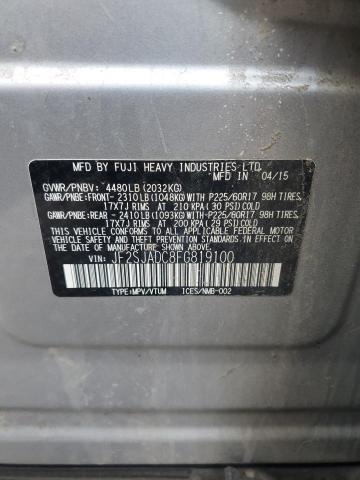 MFD BY FUJI HEAVY INDUSTRIES LTD.
MFD IN 04/15
GVWR/PNBV: 4480LB(2032KG)
GAWR/PNBE:FRONT-2310LB(1048KG)WITH-P225/60R17 98H TIRES,
17X7J RIMS AT 210 KPA(30 PSI)COLD
GAWR/PNBE:REAR -2410LB(1093KG)WITH-P225/60R17 98H TIRES,
17X7J RIMS AT 200 KPA(29 PSI)COLD
THIS VEHICLE CONFORMS TO ALL APPLICABLE FEDERAL MOTOR
VEHICLE SAFETY STANDARDS IN EFFECT ON THE
DATE OF MANUFACTURE SHOWN ABOVE.
VIN: JF2SJADC8FG819100
TYPE:MPV/VTUM ICES/NMB-002